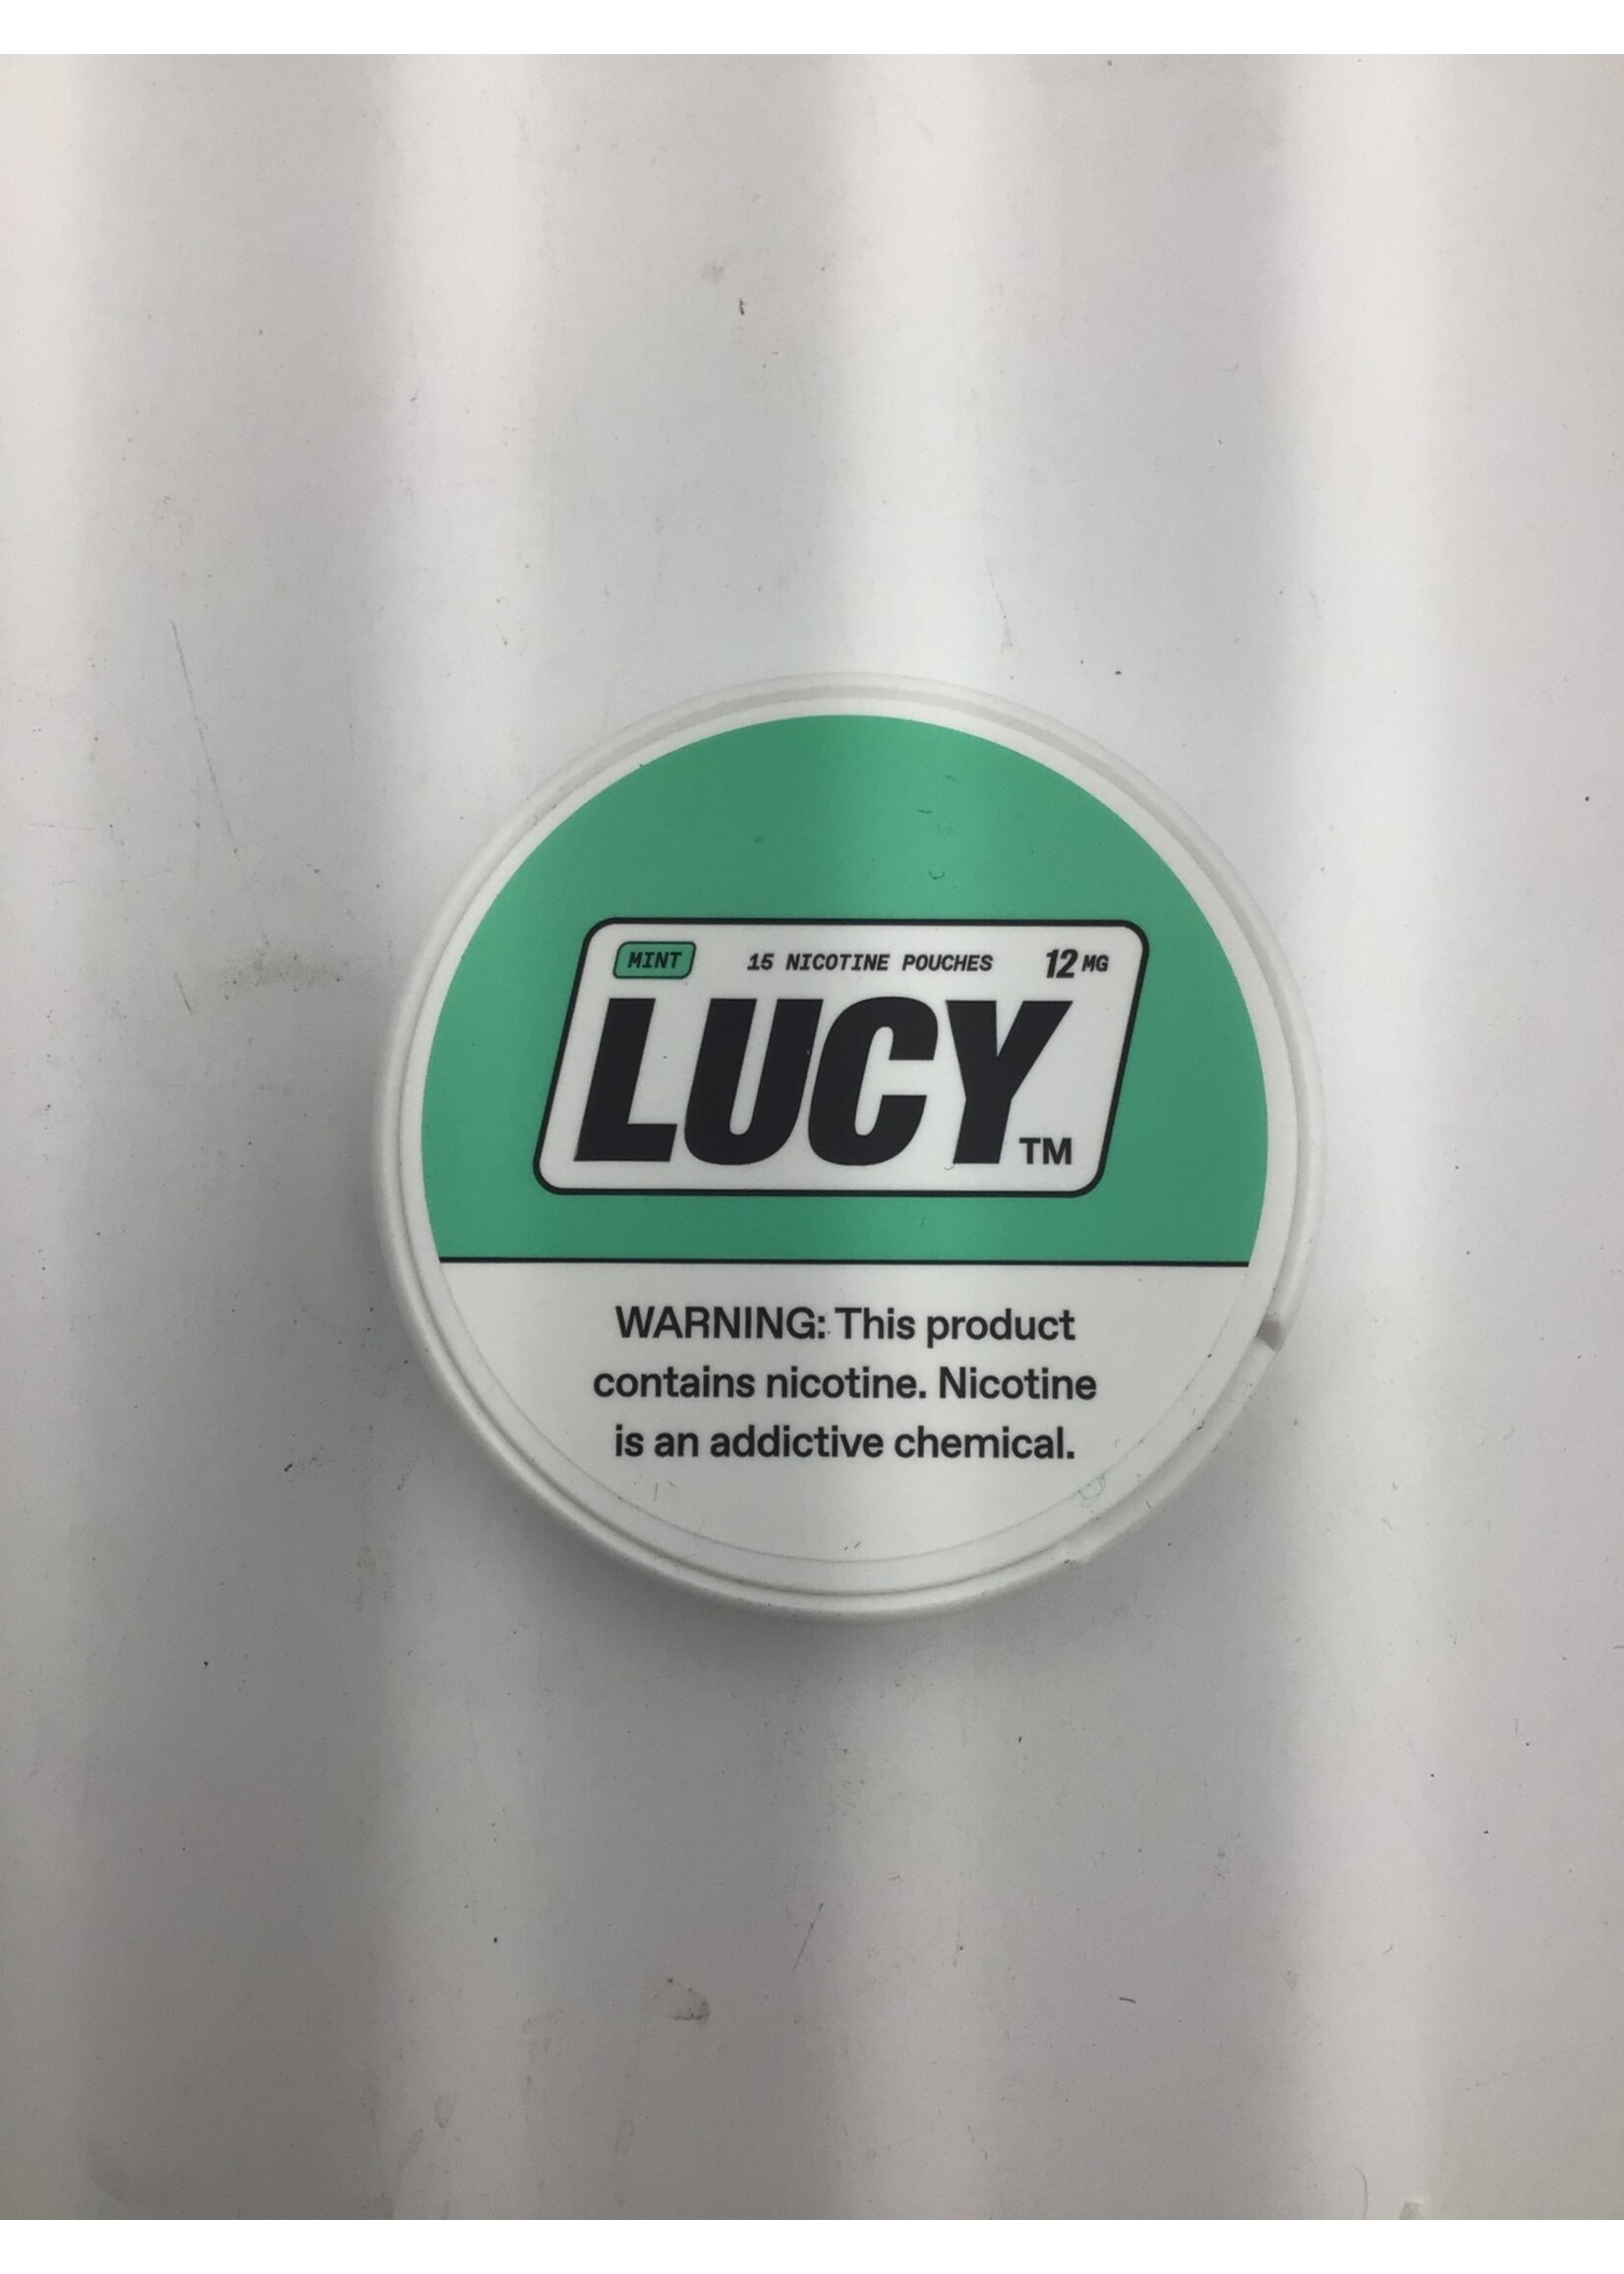 MINT 15 NICOTINE POUCHES 12 MG
LUCY TM
WARNING: This product
contains nicotine. Nicotine
is an addictive chemical.